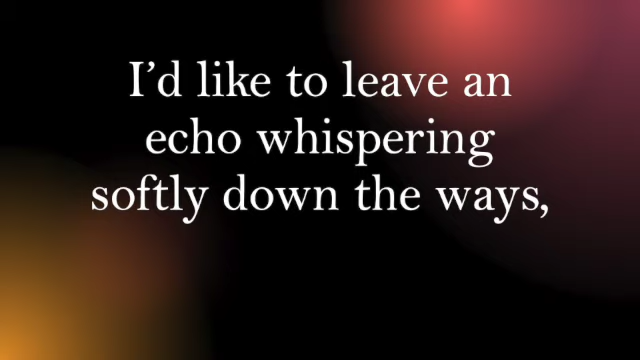 I’d like to leave an
echo whispering
softly down the ways,